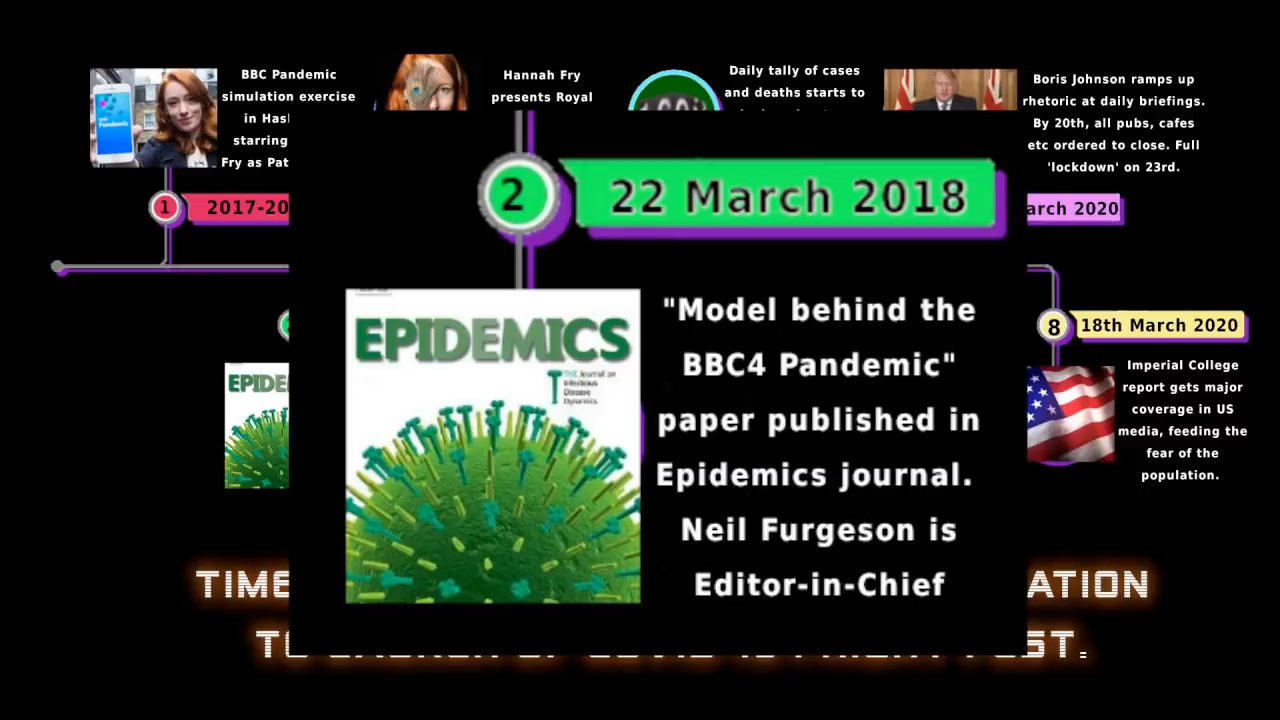 BBC Pandemic
simulation exercise
in Hasl
starring
Fry as Pat
Hannah Fry
presents Royal
Daily tally of cases
and deaths starts to
Boris Johnson ramps up
rhetoric at daily briefings.
By 20th, all pubs, cafes
etc ordered to close. Full
'lockdown' on 23rd.
1
2017-20
arch 2020
2
22 March 2018
EPIDEMICS
THE Journal on
Infectious
Disease
Dynamics
"Model behind the
BBC4 Pandemic"
paper published in
Epidemics journal.
Neil Furgeson is
Editor-in-Chief
EPIDE
8
18th March 2020
Imperial College
report gets major
coverage in US
media, feeding the
fear of the
population.
TIME
ATION
ST.